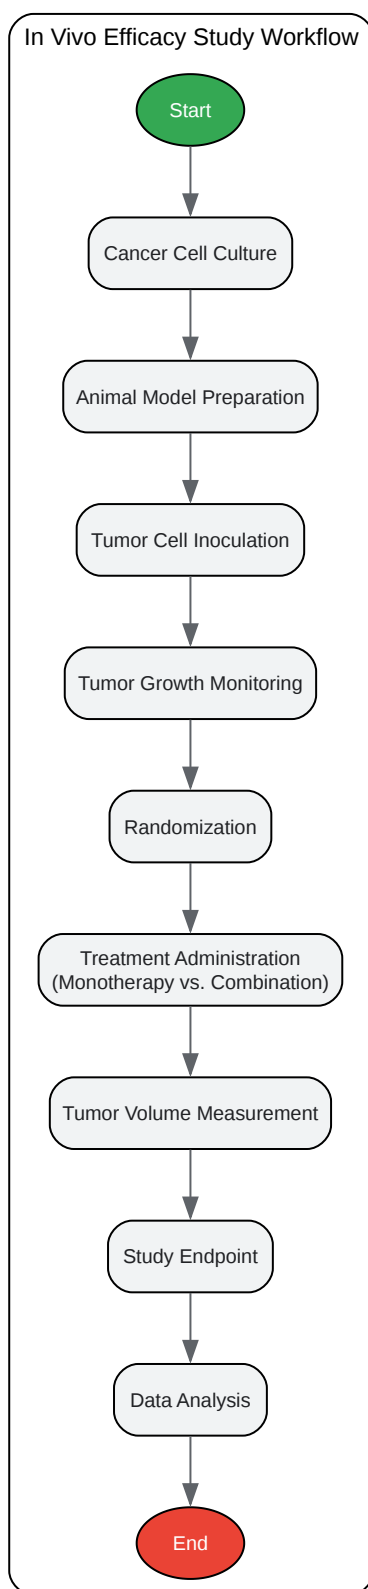 In Vivo Efficacy Study Workflow
Start
Cancer Cell Culture
Animal Model Preparation
Tumor Cell Inoculation
Tumor Growth Monitoring
Randomization
Treatment Administration
(Monotherapy vs. Combination)
Tumor Volume Measurement
Study Endpoint
Data Analysis
End